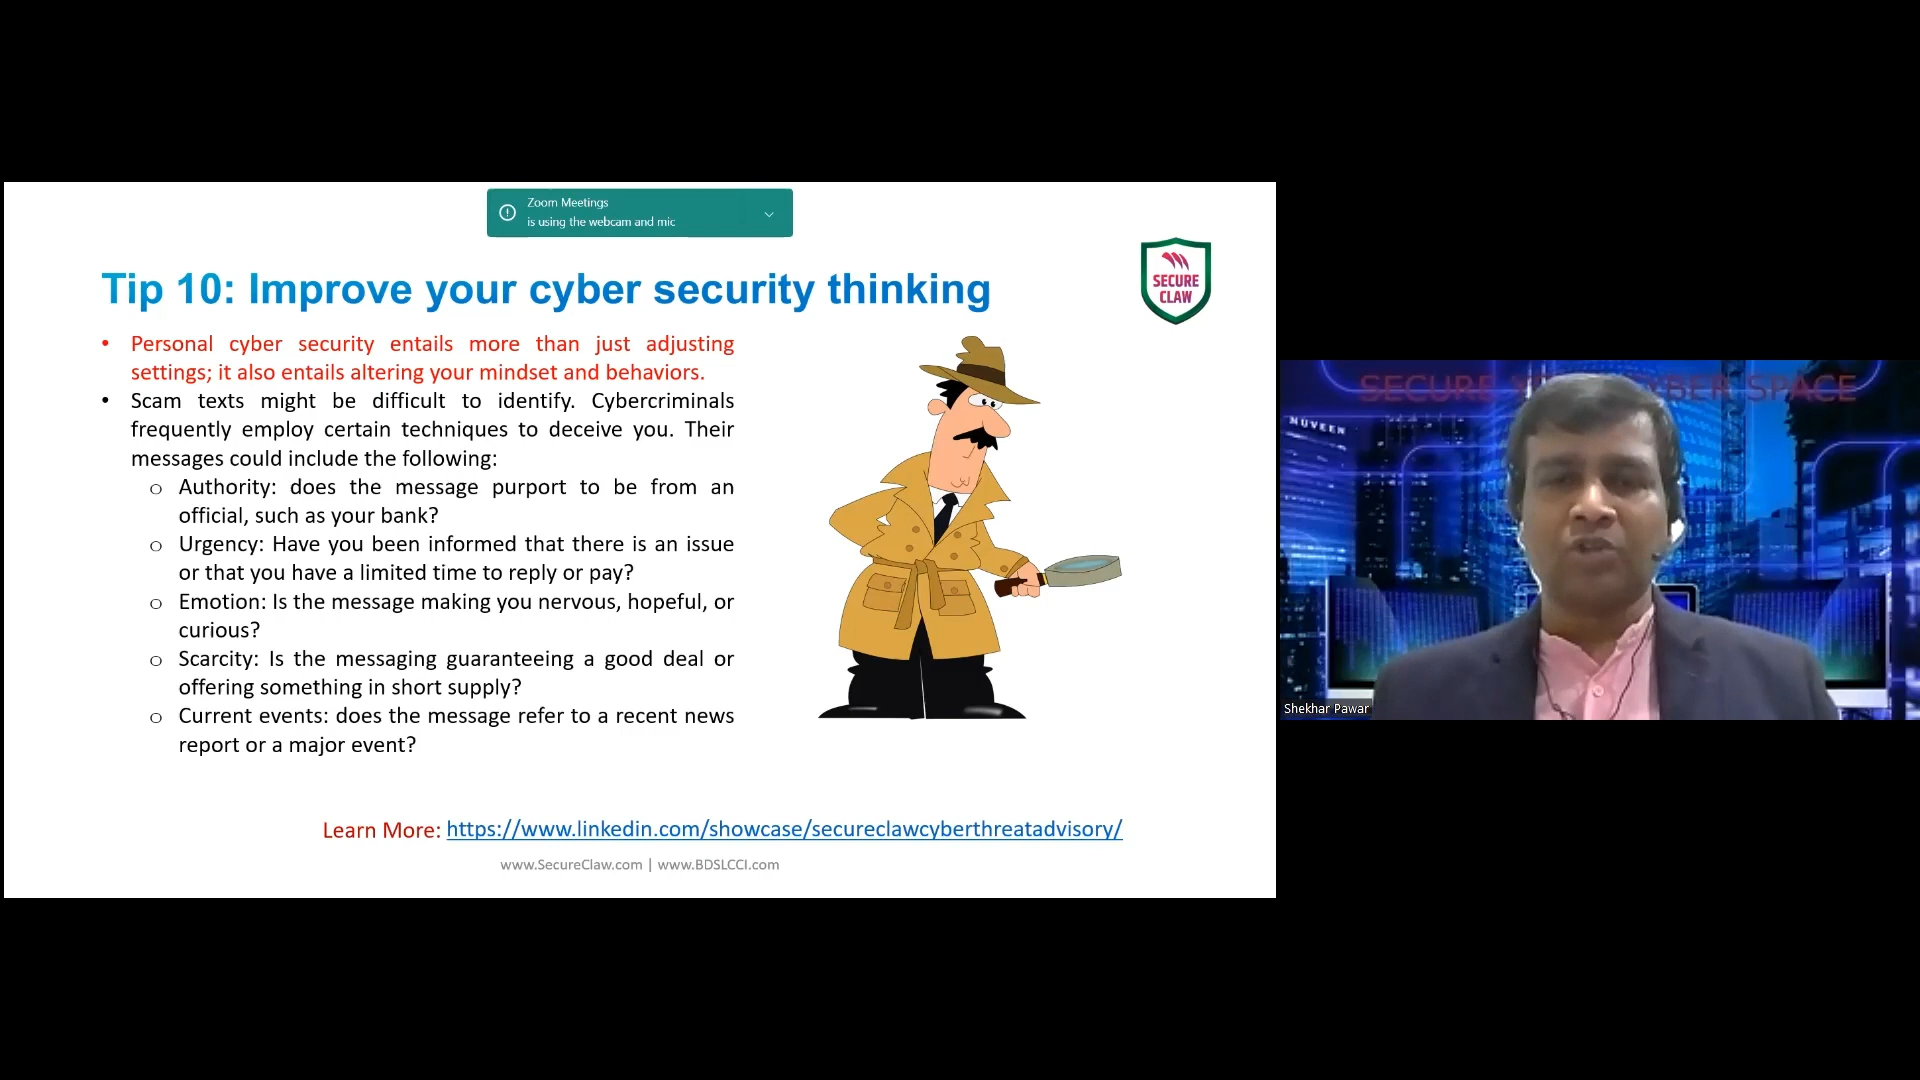 Zoom Meetings
is using the webcam and mic
Tip 10: Improve your cyber security thinking
SECURE
CLAW
• Personal cyber security entails more than just adjusting
settings; it also entails altering your mindset and behaviors.
• Scam texts might be difficult to identify. Cybercriminals
frequently employ certain techniques to deceive you. Their
messages could include the following:
o Authority: does the message purport to be from an
official, such as your bank?
o Urgency: Have you been informed that there is an issue
or that you have a limited time to reply or pay?
o Emotion: Is the message making you nervous, hopeful, or
curious?
o Scarcity: Is the messaging guaranteeing a good deal or
offering something in short supply?
o Current events: does the message refer to a recent news
report or a major event?
Learn More: https://www.linkedin.com/showcase/secureclawcyberthreatadvisory/
www.SecureClaw.com | www.BDSLCCI.com
SECURE SPACE
NUVEEN
Shekhar Pawar